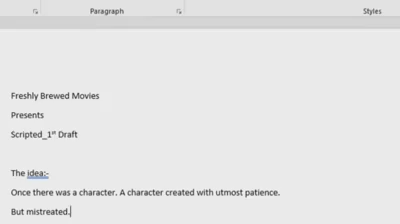 Paragraph Styles
Freshly Brewed Movies
Presents
Scripted_1st Draft
The idea:-
Once there was a character. A character created with utmost patience.
But mistreated.